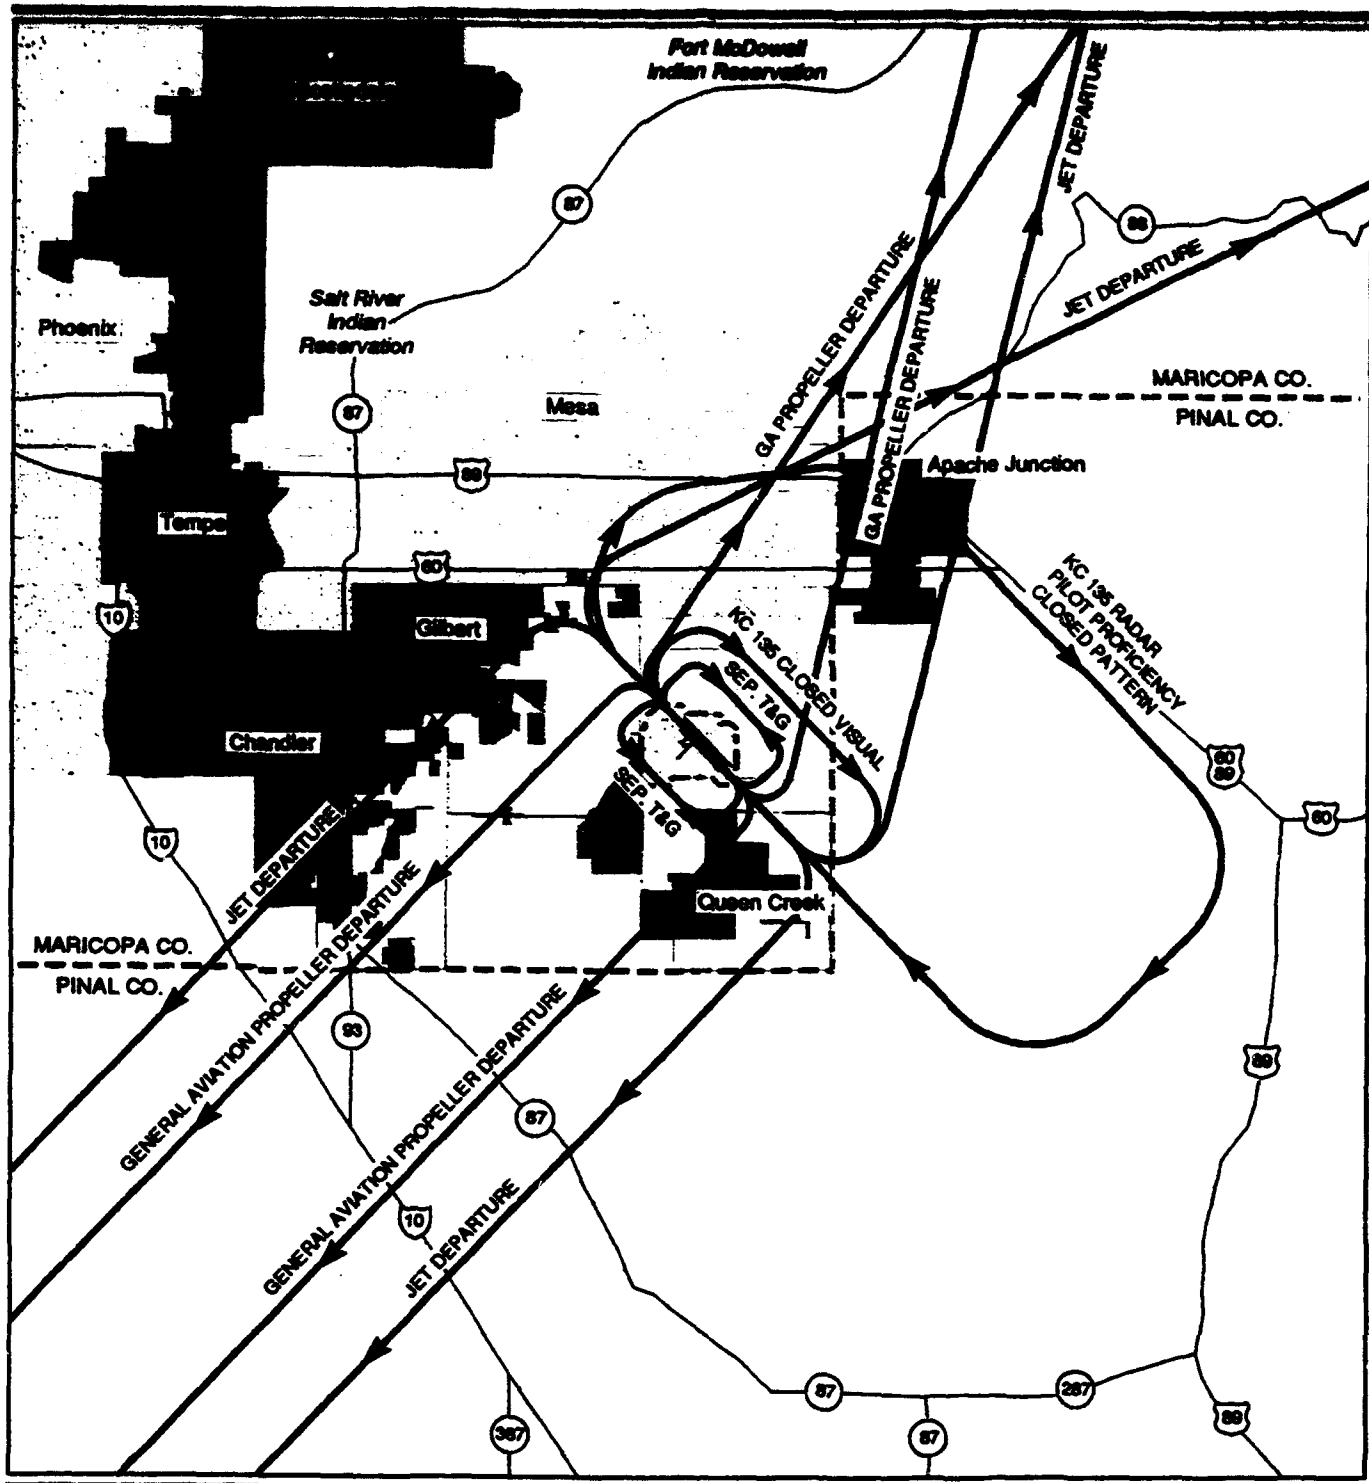 Fort McDowell
Indian Reservation
87
JET DEPARTURE
88
JET DEPARTURE
GA PROPELLER DEPARTURE
GA PROPELLER DEPARTURE
Salt River
Indian
Reservation
Phoenix
MARICOPA CO.
PINAL CO.
Mesa
87
89
Apache Junction
Tempe
60
KC 135 RADAR
PILOT PROFICIENCY
CLOSED PATTERN
10
Gilbert
KC 135 CLOSED VISUAL
SEP. T&G
Chandler
60
89
SEP. T&G
60
10
JET DEPARTURE
GENERAL AVIATION PROPELLER DEPARTURE
Queen Creek
MARICOPA CO.
PINAL CO.
93
GENERAL AVIATION PROPELLER DEPARTURE
89
87
JET DEPARTURE
10
87
287
89
387
87